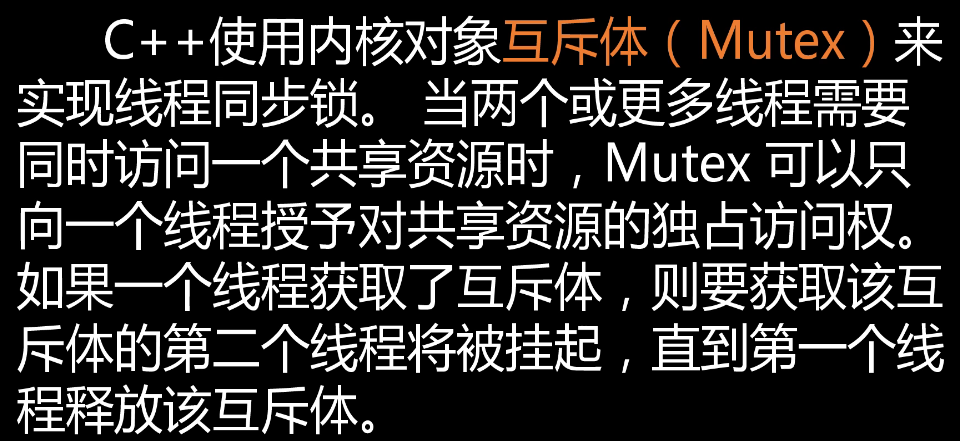 C++使用内核对象互斥体（Mutex）来
实现线程同步锁。 当两个或更多线程需要
同时访问一个共享资源时，Mutex 可以只
向一个线程授予对共享资源的独占访问权。
如果一个线程获取了互斥体，则要获取该互
斥体的第二个线程将被挂起，直到第一个线
程释放该互斥体。